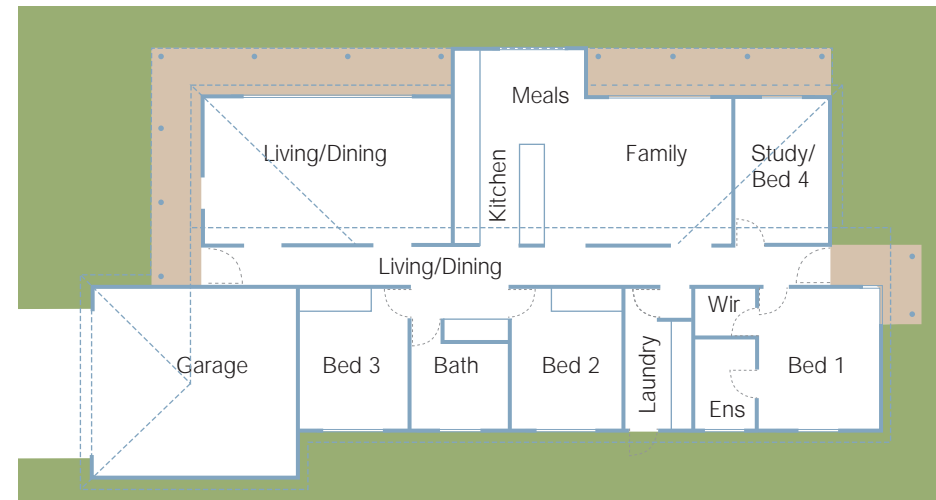 Meals
Living/Dining
Kitchen
Family
Study/
Bed 4
Living/Dining
Wir
Garage
Bed 3
Bath
Bed 2
Laundry
Ens
Bed 1